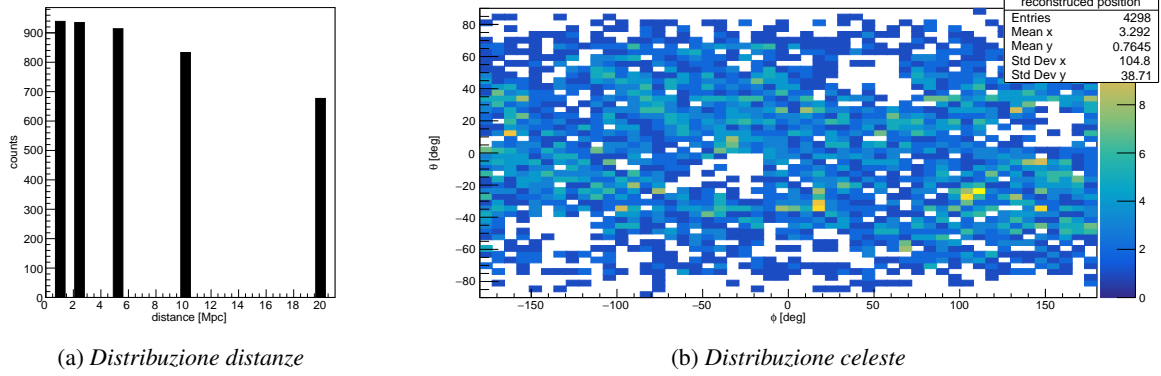 900
800
700
600
500
400
300
200
100
0
counts
0 2 4 6 8 10 12 14 16 18 20
distance [Mpc]
(a) Distribuzione distanze
reconstruced position
Entries 4298
Mean x 3.292
Mean y 0.7645
Std Dev x 104.8
Std Dev y 38.71
80
60
40
20
0
−20
−40
−60
−80
θ [deg]
−150 −100 −50 0 50 100 150
ϕ [deg]
8
6
4
2
0
(b) Distribuzione celeste